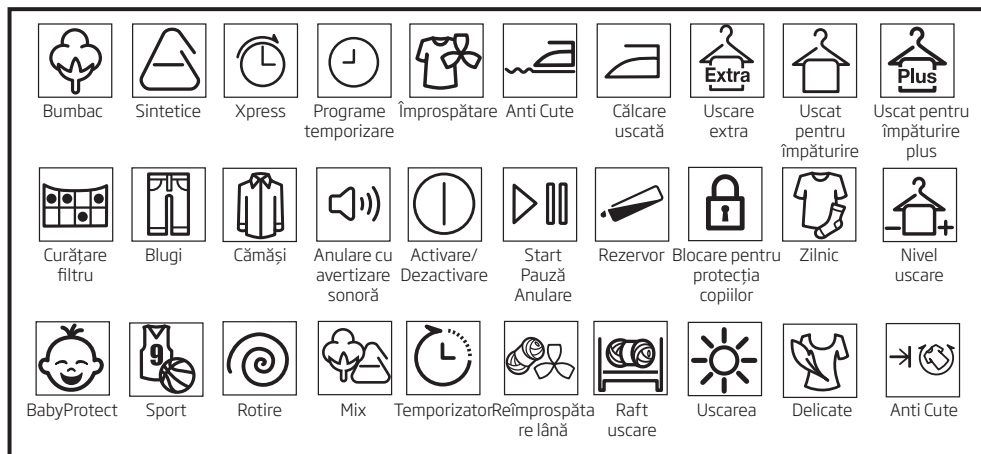 Extra
Plus
Bumbac
Sintetice
Xpress
Programe
temporizare
Împrospătare
Anti Cute
Călcare
uscată
Uscare
extra
Uscat
pentru
împăturire
Uscat pentru
împăturire
plus
Curățare
filtru
Blugi
Cămăși
Anulare cu
avertizare
sonoră
Activare/
Dezactivare
Start
Pauză
Anulare
Rezervor
Blocare pentru
protecția
copiilor
Zilnic
Nivel
uscare
9
BabyProtect
Sport
Rotire
Mix
Temporizator
Reîmprospăta
re lână
Raft
uscare
Uscarea
Delicate
Anti Cute